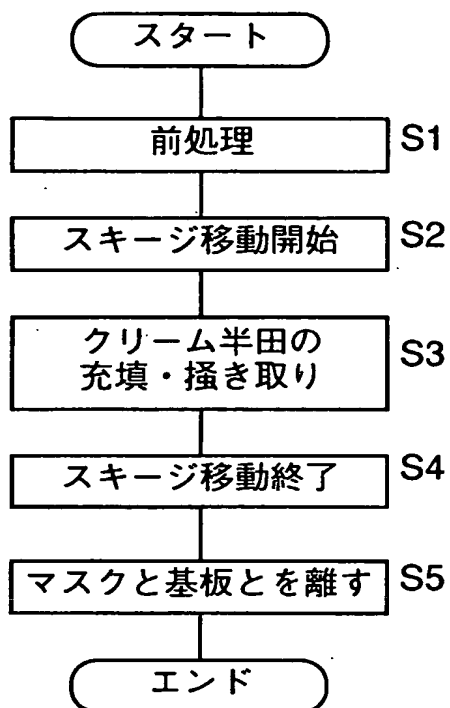 スタート
前処理 S1
スキージ移動開始 S2
クリーム半田の
充填・掻き取り S3
スキージ移動終了 S4
マスクと基板とを離す S5
エンド